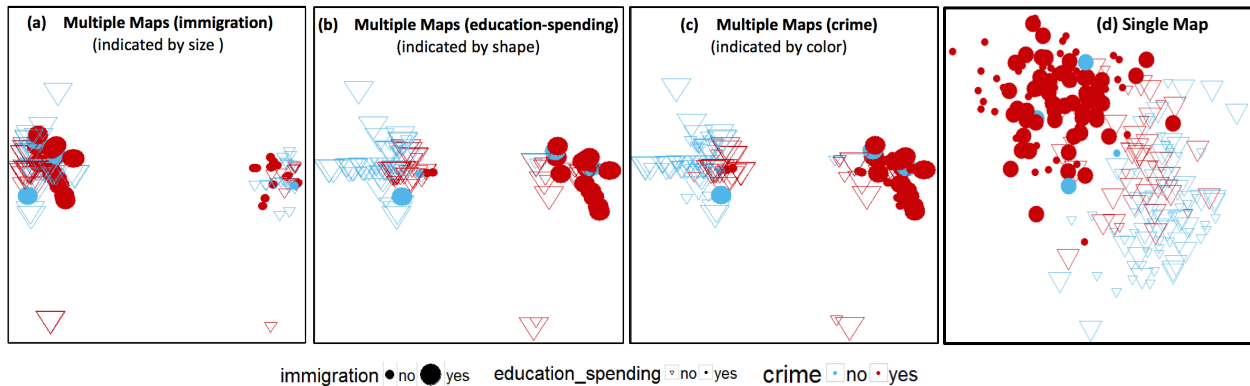 (a) Multiple Maps (immigration)
(indicated by size )
(b) Multiple Maps (education-spending)
(indicated by shape)
(c) Multiple Maps (crime)
(indicated by color)
(d) Single Map
immigration no yes education_spending no yes crime no yes